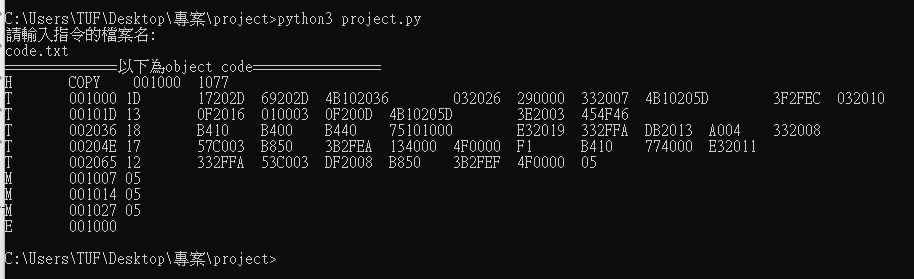 C:\Users\TUF\Desktop\專案\project>python3 project.py
請輸入指令的檔案名:
code.txt
==============以下為object code================
H COPY 001000 1077
T 001000 1D 17202D 69202D 4B102036 032026 290000 332007 4B10205D 3F2FEC 032010
T 00101D 13 0F2016 010003 0F200D 4B10205D 3E2003 454F46
T 002036 18 B410 B400 B440 75101000 E32019 332FFA DB2013 A004 332008
T 00204E 17 57C003 B850 3B2FEA 134000 4F0000 F1 B410 774000 E32011
T 002065 12 332FFA 53C003 DF2008 B850 3B2FEF 4F0000 05
M 001007 05
M 001014 05
M 001027 05
E 001000
C:\Users\TUF\Desktop\專案\project>